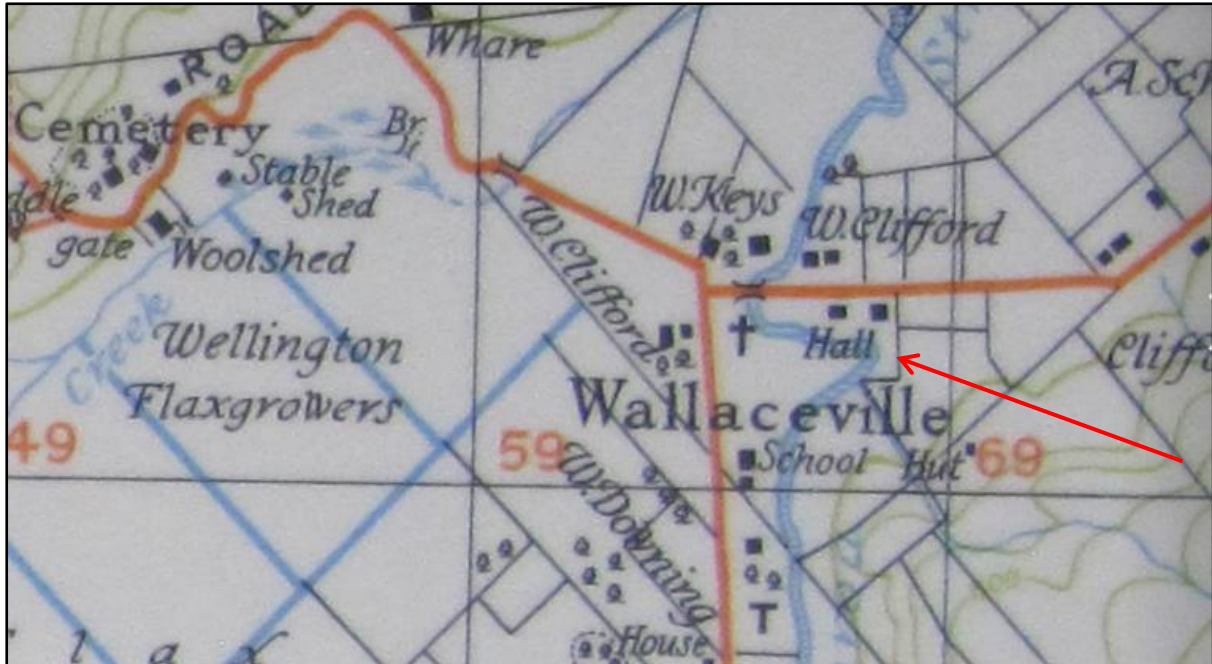 ROAD
Whare
Cemetery
Br
Stable
Shed
gate
Woolshed
Creek
Wellington
Flaxgrowers
W. Clifford
W. Keys
W. Clifford
Hall
Wallaceville
49
59
School
Hut
69
W. Downing
T
House
l a x